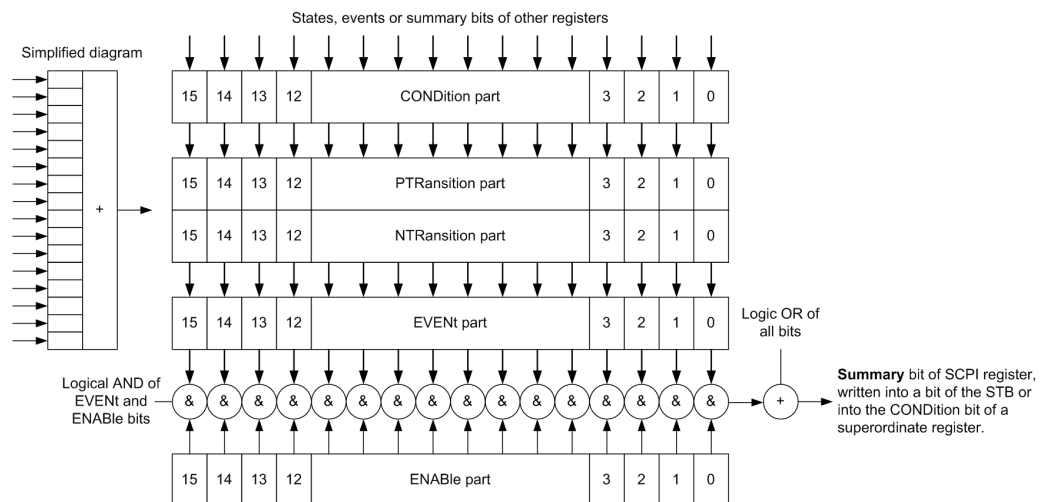 States, events or summary bits of other registers
Simplified diagram
15 14 13 12 CONDition part 3 2 1 0
15 14 13 12 PTRansition part 3 2 1 0
+
15 14 13 12 NTRansition part 3 2 1 0
15 14 13 12 EVENt part 3 2 1 0
Logic OR of
all bits
Logical AND of
EVENt and
ENABle bits
& & & & & & & & & & & & & & & &
+
Summary bit of SCPI register,
written into a bit of the STB or
into the CONDition bit of a
superordinate register.
15 14 13 12 ENABle part 3 2 1 0